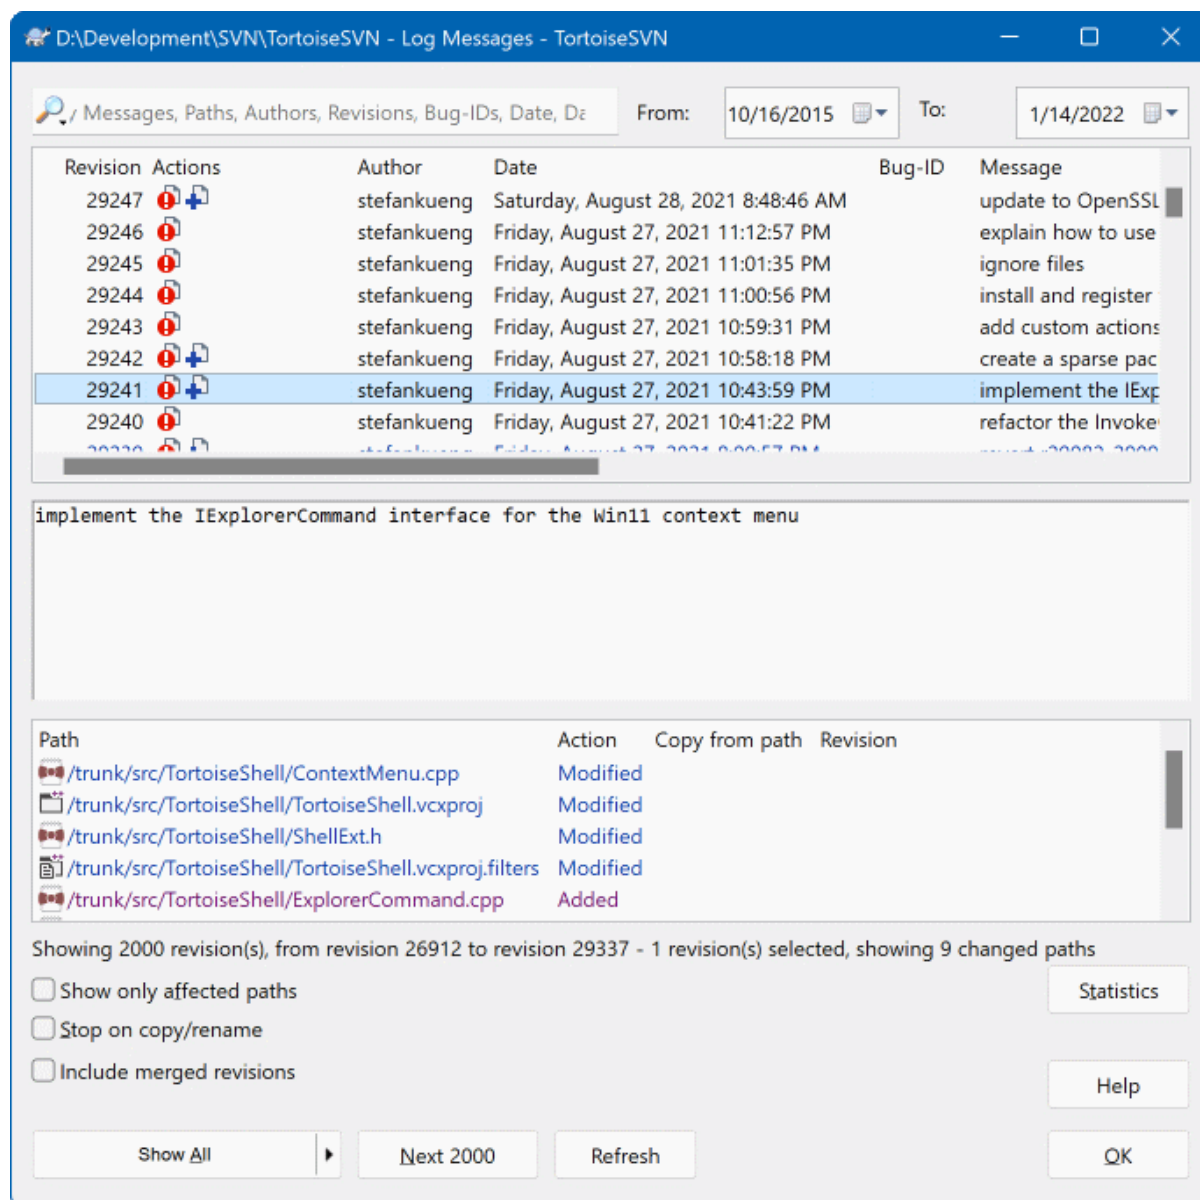 D:\Development\SVN\TortoiseSVN - Log Messages - TortoiseSVN
Messages, Paths, Authors, Revisions, Bug-IDs, Date, Da From: 10/16/2015 To: 1/14/2022
Revision Actions Author Date Bug-ID Message
29247 stefankueng Saturday, August 28, 2021 8:48:46 AM update to OpenSSL
29246 stefankueng Friday, August 27, 2021 11:12:57 PM explain how to use
29245 stefankueng Friday, August 27, 2021 11:01:35 PM ignore files
29244 stefankueng Friday, August 27, 2021 11:00:56 PM install and register
29243 stefankueng Friday, August 27, 2021 10:59:31 PM add custom actions
29242 stefankueng Friday, August 27, 2021 10:58:18 PM create a sparse pac
29241 stefankueng Friday, August 27, 2021 10:43:59 PM implement the IExp
29240 stefankueng Friday, August 27, 2021 10:41:22 PM refactor the Invoke
implement the IExplorerCommand interface for the Win11 context menu
Path Action Copy from path Revision
/trunk/src/TortoiseShell/ContextMenu.cpp Modified
/trunk/src/TortoiseShell/TortoiseShell.vcxproj Modified
/trunk/src/TortoiseShell/ShellExt.h Modified
/trunk/src/TortoiseShell/TortoiseShell.vcxproj.filters Modified
/trunk/src/TortoiseShell/ExplorerCommand.cpp Added
Showing 2000 revision(s), from revision 26912 to revision 29337 - 1 revision(s) selected, showing 9 changed paths
Show only affected paths Statistics
Stop on copy/rename
Include merged revisions
Help
Show All Next 2000 Refresh OK